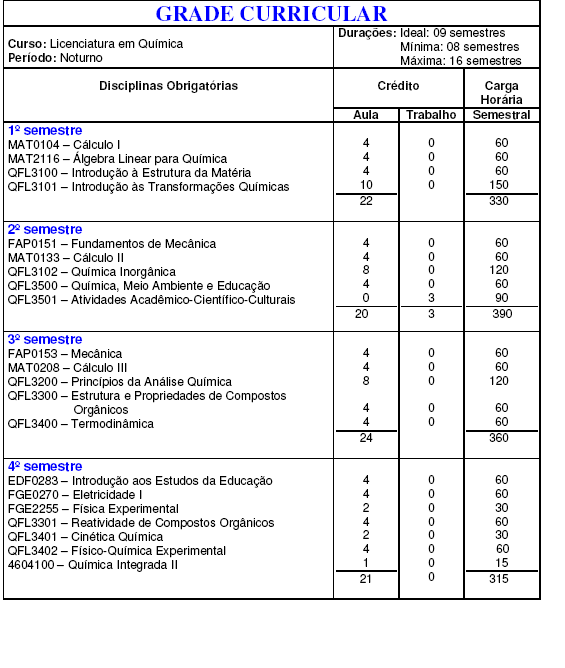 GRADE CURRICULAR
Curso: Licenciatura em Química
Período: Noturno
Durações: Ideal: 09 semestres
Mínima: 08 semestres
Máxima: 16 semestres
Disciplinas Obrigatórias Crédito Carga Horária
Aula Trabalho Semestral
1º semestre
MAT0104 – Cálculo I 4 0 60
MAT2116 – Álgebra Linear para Química 4 0 60
QFL3100 – Introdução à Estrutura da Matéria 4 0 60
QFL3101 – Introdução às Transformações Químicas 10 0 150
22 330
2º semestre
FAP0151 – Fundamentos de Mecânica 4 0 60
MAT0133 – Cálculo II 4 0 60
QFL3102 – Química Inorgânica 8 0 120
QFL3500 – Química, Meio Ambiente e Educação 4 0 60
QFL3501 – Atividades Acadêmico-Científico-Culturais 0 3 90
20 3 390
3º semestre
FAP0153 – Mecânica 4 0 60
MAT0208 – Cálculo III 4 0 60
QFL3200 – Princípios da Análise Química 8 0 120
QFL3300 – Estrutura e Propriedades de Compostos
Orgânicos 4 0 60
QFL3400 – Termodinâmica 4 0 60
24 360
4º semestre
EDF0283 – Introdução aos Estudos da Educação 4 0 60
FGE0270 – Eletricidade I 4 0 60
FGE2255 – Física Experimental 2 0 30
QFL3301 – Reatividade de Compostos Orgânicos 4 0 60
QFL3401 – Cinética Química 2 0 30
QFL3402 – Físico-Química Experimental 4 0 60
4604100 – Química Integrada II 1 0 15
21 0 315